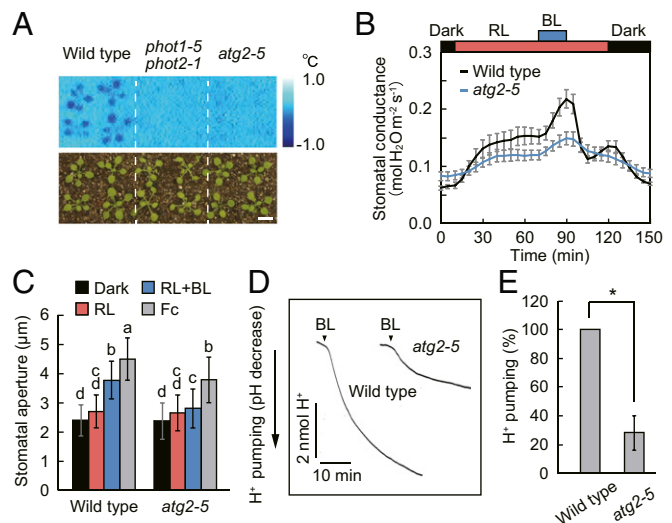 A
Wild type
phot1-5
phot2-1
atg2-5
°C
1.0
-1.0
B
BL
Dark
RL
Dark
Wild type
atg2-5
Stomatal conductance
(mol H₂O m⁻² s⁻¹)
0.3
0.2
0.1
0.0
0 30 60 90 120 150
Time (min)
C
Dark
RL+BL
RL
Fc
Stomatal aperture (µm)
6
5
4
3
2
1
0
d
c
d
b
a
d
c
d
c
b
Wild type
atg2-5
D
H⁺ pumping (pH decrease)
BL
BL
atg2-5
Wild type
2 nmol H⁺
10 min
E
*
H⁺ pumping (%)
120
100
80
60
40
20
0
Wild type
atg2-5